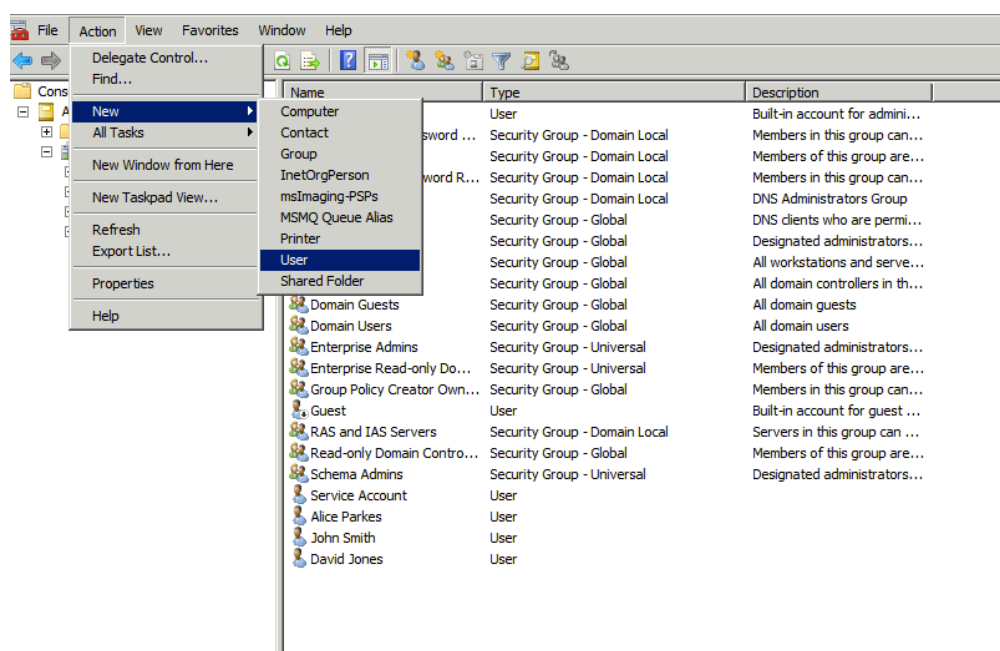 File Action View Favorites Window Help
Delegate Control...
Find...
New
All Tasks
New Window from Here
New Taskpad View...
Refresh
Export List...
Properties
Help
Computer
Contact
Group
InetOrgPerson
msImaging-PSPs
MSMQ Queue Alias
Printer
User
Shared Folder
Cons
A
Name Type Description
User Built-in account for admini...
sword ... Security Group - Domain Local Members in this group can...
Security Group - Domain Local Members of this group are...
word R... Security Group - Domain Local Members in this group can...
Security Group - Domain Local DNS Administrators Group
Security Group - Global DNS clients who are permi...
Security Group - Global Designated administrators...
Security Group - Global All workstations and serve...
Security Group - Global All domain controllers in th...
Domain Guests Security Group - Global All domain guests
Domain Users Security Group - Global All domain users
Enterprise Admins Security Group - Universal Designated administrators...
Enterprise Read-only Do... Security Group - Universal Members of this group are...
Group Policy Creator Own... Security Group - Global Members in this group can...
Guest User Built-in account for guest ...
RAS and IAS Servers Security Group - Domain Local Servers in this group can ...
Read-only Domain Contro... Security Group - Global Members of this group are...
Schema Admins Security Group - Universal Designated administrators...
Service Account User
Alice Parkes User
John Smith User
David Jones User